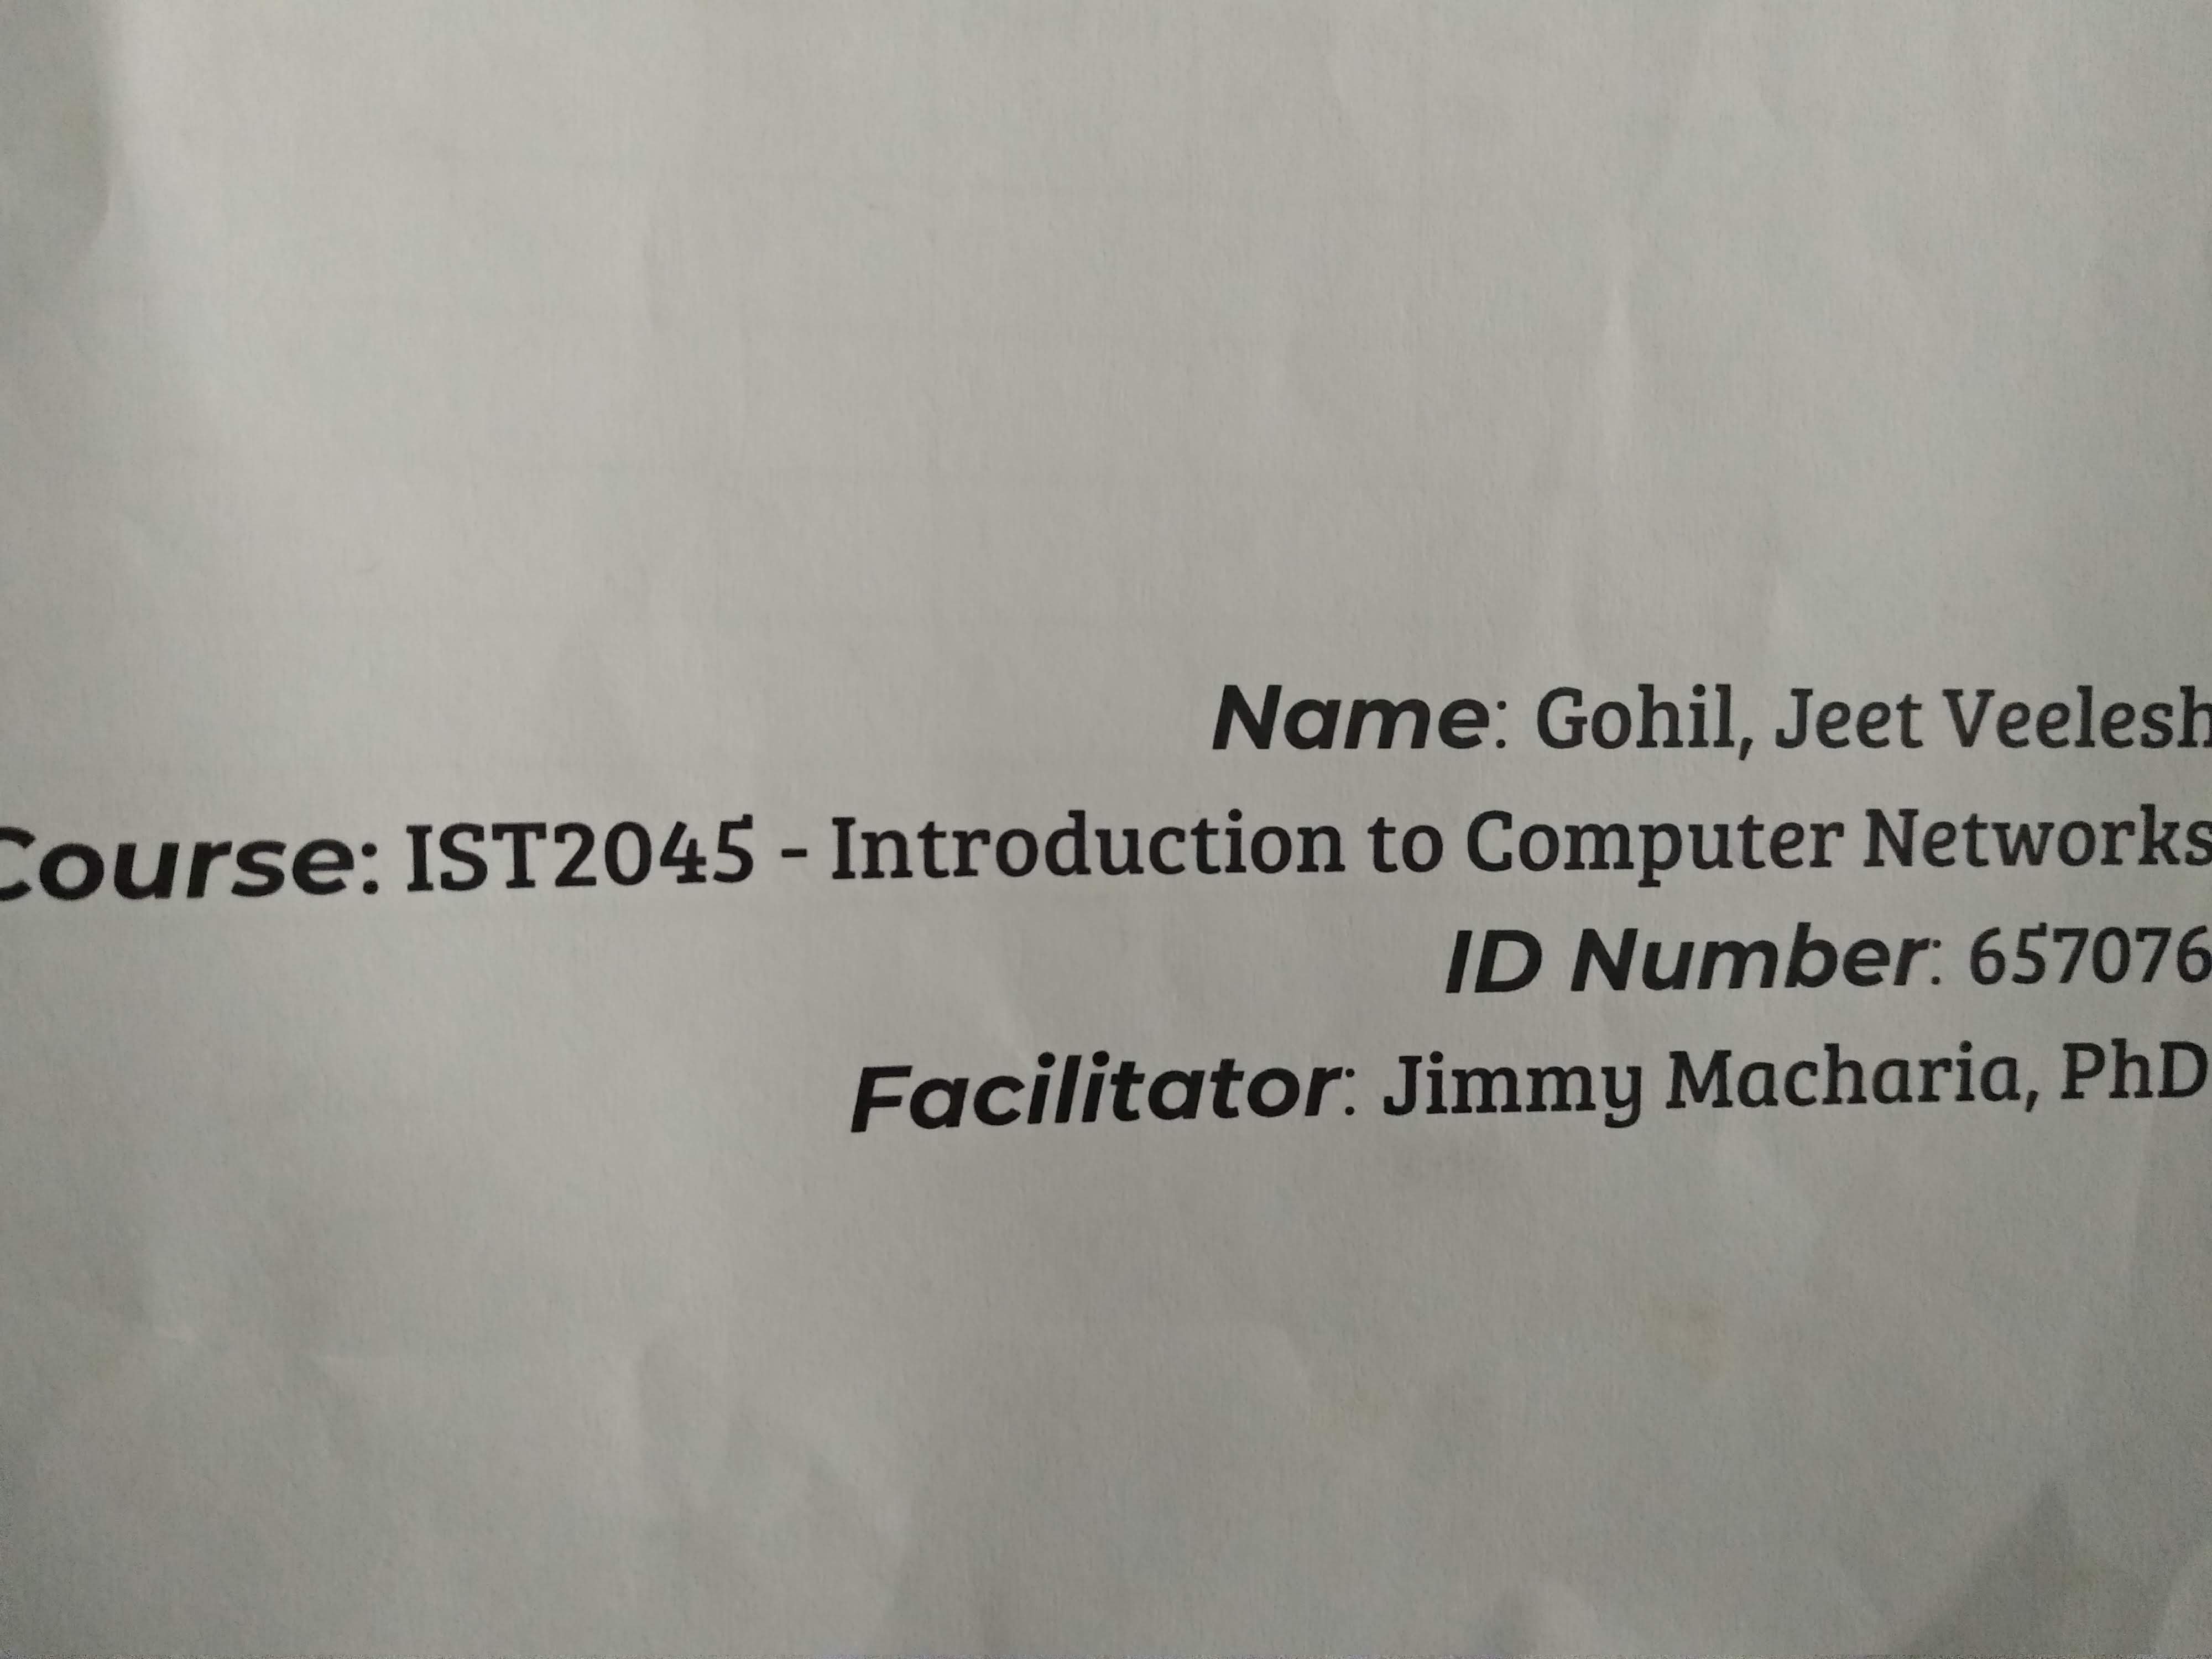 Name: Gohil, Jeet Veelesh
Course: IST2045 - Introduction to Computer Networks
ID Number: 657076
Facilitator: Jimmy Macharia, PhD